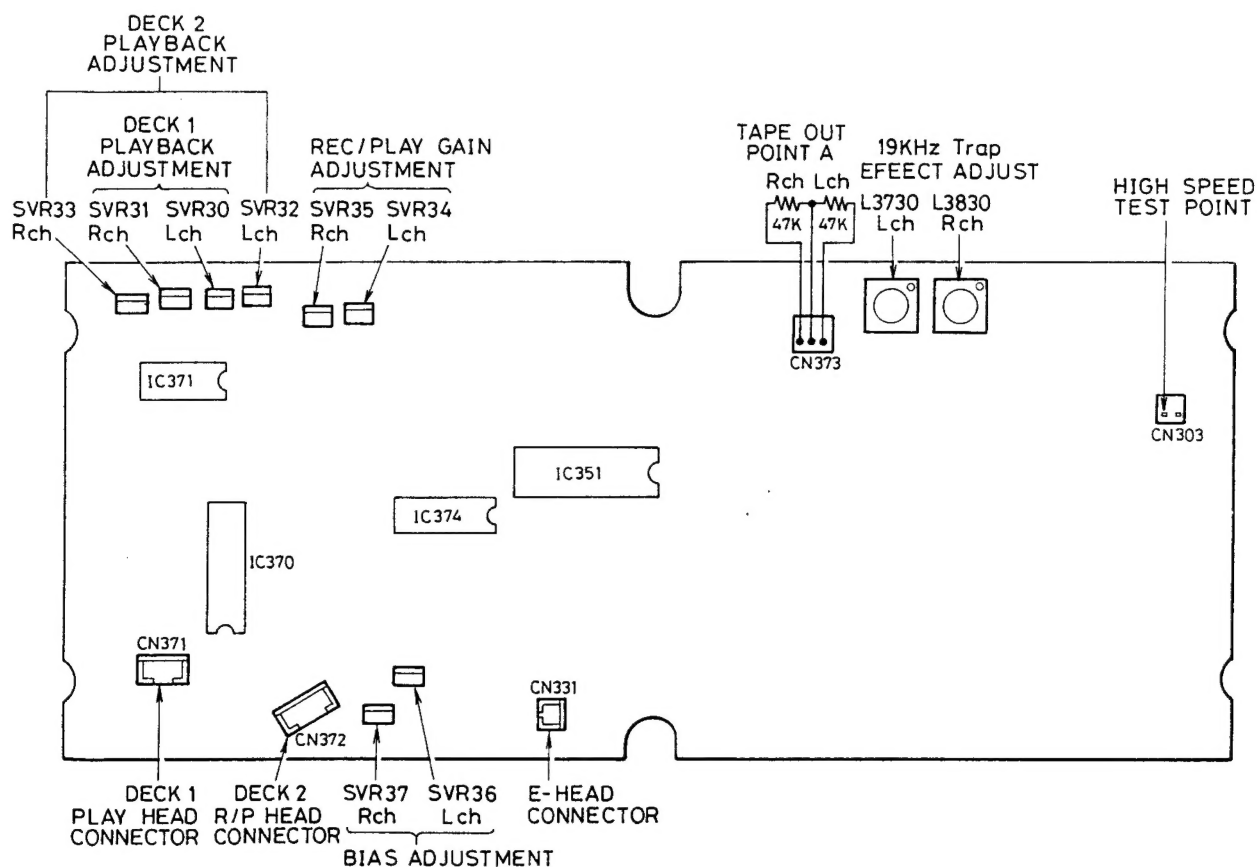 DECK 2
PLAYBACK
ADJUSTMENT
DECK 1
PLAYBACK
ADJUSTMENT
REC/PLAY GAIN
ADJUSTMENT
SVR33
Rch
SVR31
Rch
SVR30
Lch
SVR32
Lch
SVR35
Rch
SVR34
Lch
TAPE OUT
POINT A
Rch Lch
47K 47K
19KHz Trap
EFEECT ADJUST
L3730
Lch
L3830
Rch
HIGH SPEED
TEST POINT
CN373
IC371
CN303
IC351
IC374
IC370
CN371
CN372
CN331
DECK 1
PLAY HEAD
CONNECTOR
DECK 2
R/P HEAD
CONNECTOR
SVR37
Rch
SVR36
Lch
BIAS ADJUSTMENT
E-HEAD
CONNECTOR